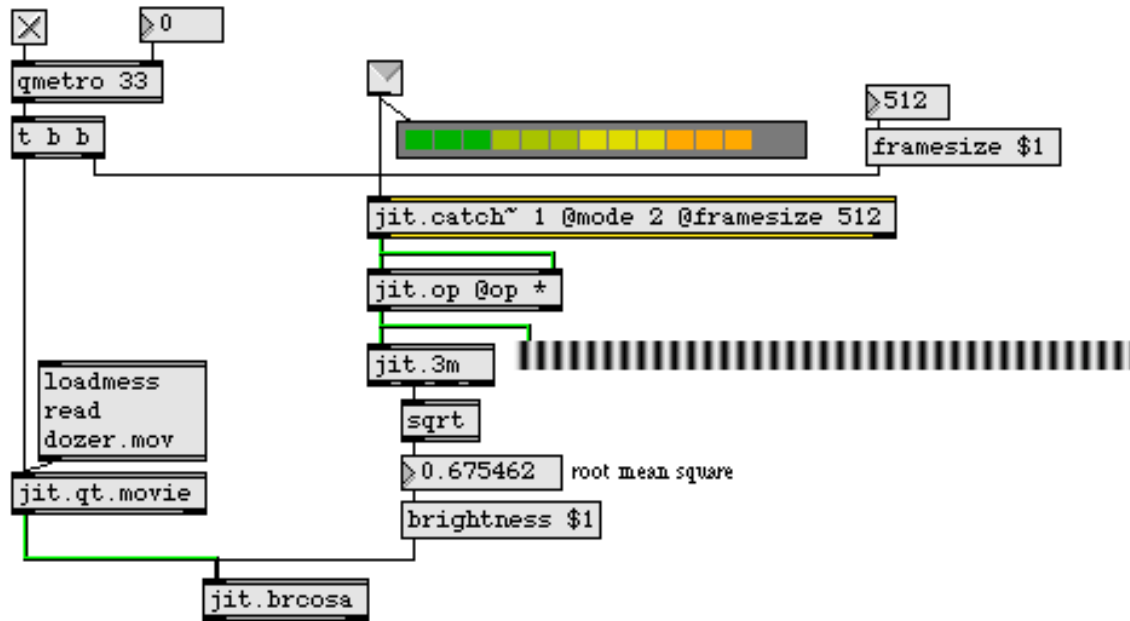 0
qmetro 33
t b b
512
framesize $1
jit.catch~ 1 @mode 2 @framesize 512
jit.op @op *
jit.3m
loadmess
read
dozer.mov
sqrt
0.675462 root mean square
jit.qt.movie
brightness $1
jit.brcosa